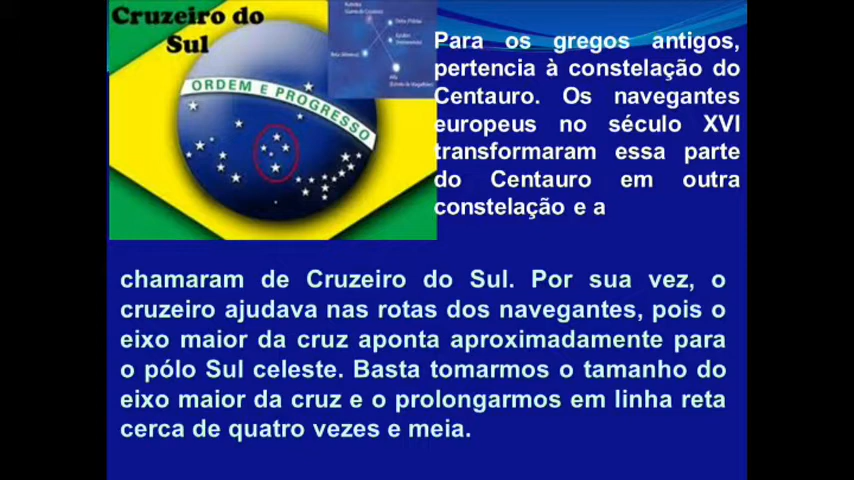 Cruzeiro do
Sul
ORDEM E PROGRESSO
Para os gregos antigos,
pertencia à constelação do
Centauro. Os navegantes
europeus no século XVI
transformaram essa parte
do Centauro em outra
constelação e a
chamaram de Cruzeiro do Sul. Por sua vez, o
cruzeiro ajudava nas rotas dos navegantes, pois o
eixo maior da cruz aponta aproximadamente para
o pólo Sul celeste. Basta tomarmos o tamanho do
eixo maior da cruz e o prolongarmos em linha reta
cerca de quatro vezes e meia.